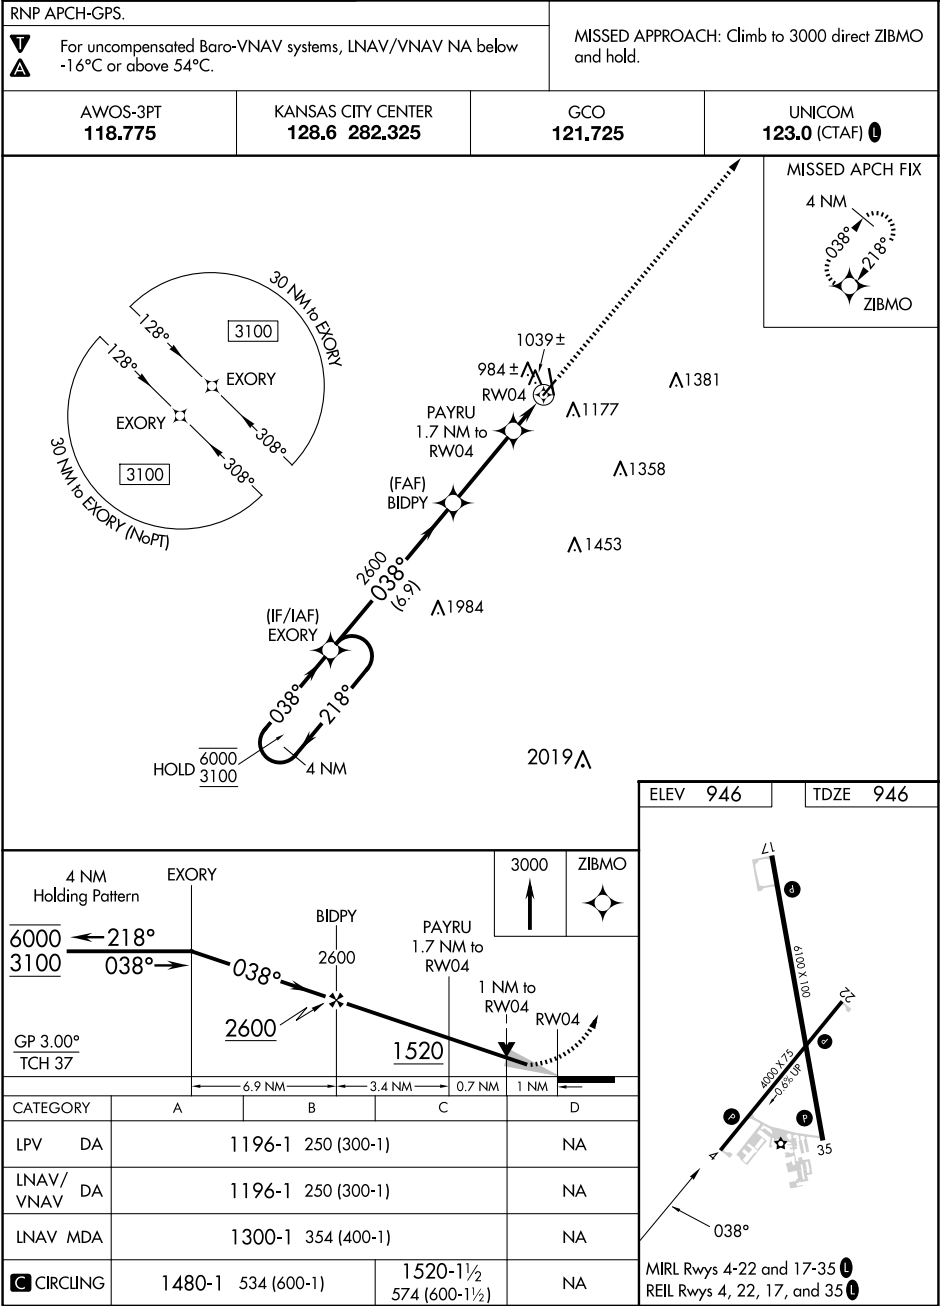 RNP APCH-GPS.
T
A
For uncompensated Baro-VNAV systems, LNAV/VNAV NA below
-16°C or above 54°C.
MISSED APPROACH: Climb to 3000 direct ZIBMO
and hold.
AWOS-3PT
118.775
KANSAS CITY CENTER
128.6 282.325
GCO
121.725
UNICOM
123.0 (CTAF) L
MISSED APCH FIX
4 NM
038°
218°
ZIBMO
30 NM to EXORY
128°
3100
EXORY
308°
128°
EXORY
308°
3100
30 NM to EXORY (NoPT)
1039±
984±
RW04
1381
1177
PAYRU
1.7 NM to
RW04
1358
(FAF)
BIDPY
1453
2600
038°
(6.9)
1984
(IF/IAF)
EXORY
038°
218°
HOLD 6000
3100
4 NM
2019
ELEV 946
TDZE 946
17
6100 X 100
P
22
4000 X 75
0.6% UP
P
P
P
4
35
038°
MIRL Rwys 4-22 and 17-35 L
REIL Rwys 4, 22, 17, and 35 L
4 NM
Holding Pattern
EXORY
3000
ZIBMO
6000
3100
218°
038°
038°
BIDPY
2600
2600
PAYRU
1.7 NM to
RW04
1520
1 NM to
RW04
RW04
GP 3.00°
TCH 37
6.9 NM
3.4 NM
0.7 NM
1 NM
CATEGORY A B C D
LPV DA 1196-1 250 (300-1) NA
LNAV/
VNAV DA 1196-1 250 (300-1) NA
LNAV MDA 1300-1 354 (400-1) NA
C CIRCLING 1480-1 534 (600-1) 1520-1½
574 (600-1½) NA